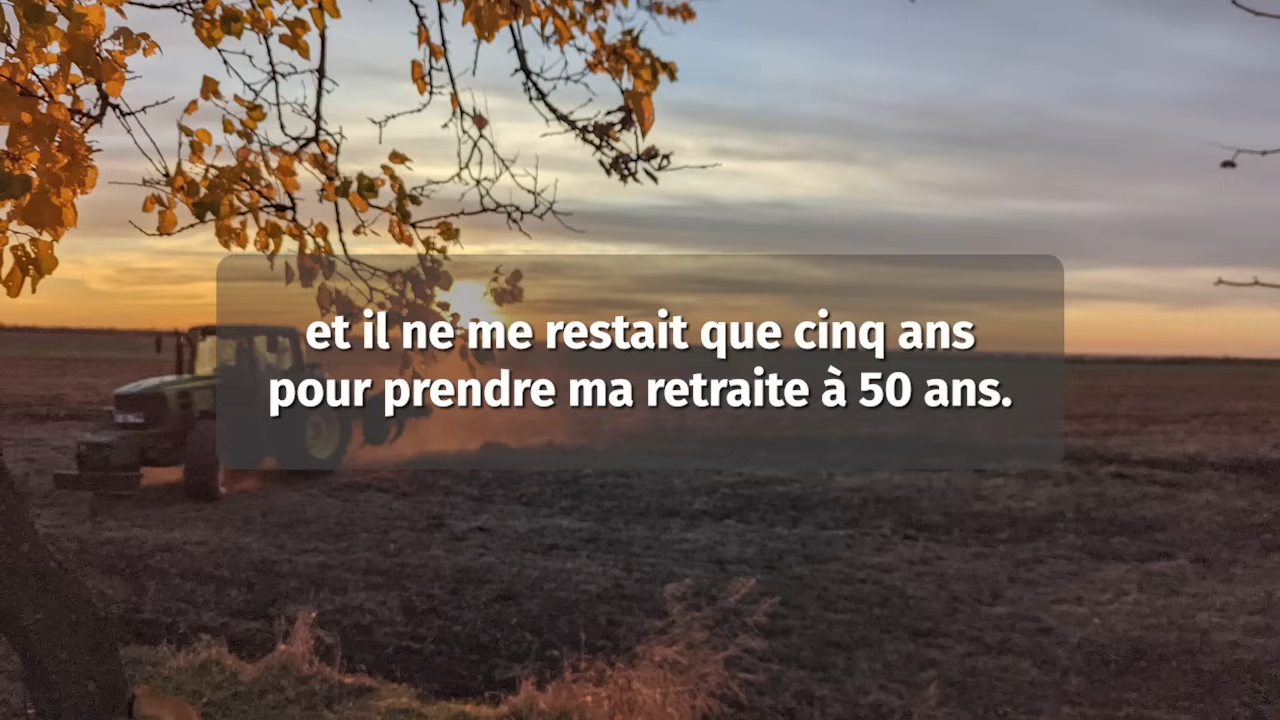 et il ne me restait que cinq ans
pour prendre ma retraite à 50 ans.